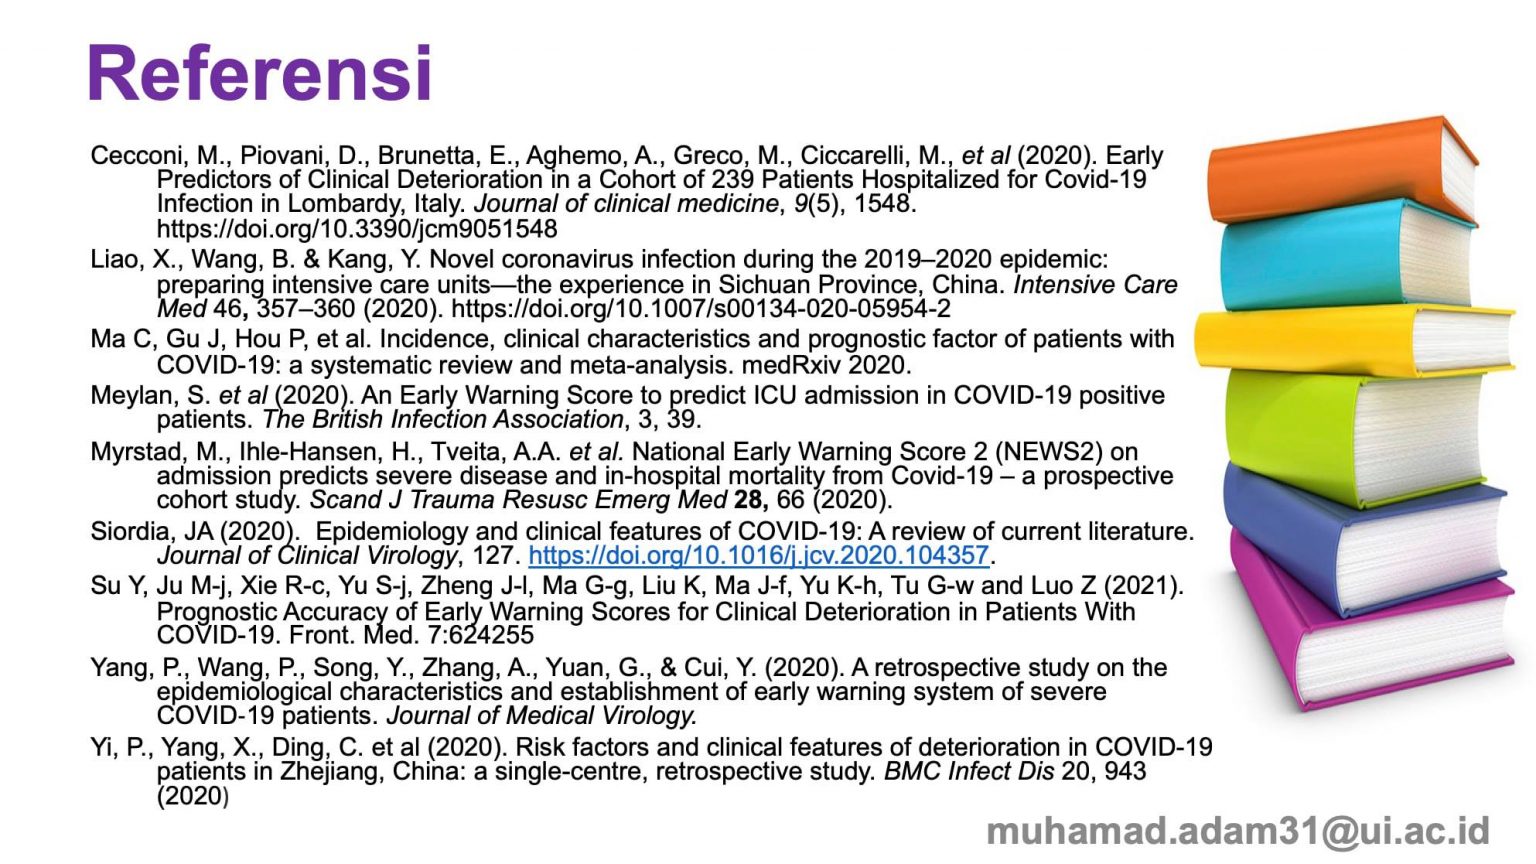 Referensi
Cecconi, M., Piovani, D., Brunetta, E., Aghemo, A., Greco, M., Ciccarelli, M., et al (2020). Early
Predictors of Clinical Deterioration in a Cohort of 239 Patients Hospitalized for Covid-19
Infection in Lombardy, Italy. Journal of clinical medicine, 9(5), 1548.
https://doi.org/10.3390/jcm9051548
Liao, X., Wang, B. & Kang, Y. Novel coronavirus infection during the 2019–2020 epidemic:
preparing intensive care units—the experience in Sichuan Province, China. Intensive Care
Med 46, 357–360 (2020). https://doi.org/10.1007/s00134-020-05954-2
Ma C, Gu J, Hou P, et al. Incidence, clinical characteristics and prognostic factor of patients with
COVID-19: a systematic review and meta-analysis. medRxiv 2020.
Meylan, S. et al (2020). An Early Warning Score to predict ICU admission in COVID-19 positive
patients. The British Infection Association, 3, 39.
Myrstad, M., Ihle-Hansen, H., Tveita, A.A. et al. National Early Warning Score 2 (NEWS2) on
admission predicts severe disease and in-hospital mortality from Covid-19 – a prospective
cohort study. Scand J Trauma Resusc Emerg Med 28, 66 (2020).
Siordia, JA (2020).  Epidemiology and clinical features of COVID-19: A review of current literature.
Journal of Clinical Virology, 127. https://doi.org/10.1016/j.jcv.2020.104357.
Su Y, Ju M-j, Xie R-c, Yu S-j, Zheng J-l, Ma G-g, Liu K, Ma J-f, Yu K-h, Tu G-w and Luo Z (2021).
Prognostic Accuracy of Early Warning Scores for Clinical Deterioration in Patients With
COVID-19. Front. Med. 7:624255
Yang, P., Wang, P., Song, Y., Zhang, A., Yuan, G., & Cui, Y. (2020). A retrospective study on the
epidemiological characteristics and establishment of early warning system of severe
COVID-19 patients. Journal of Medical Virology.
Yi, P., Yang, X., Ding, C. et al (2020). Risk factors and clinical features of deterioration in COVID-19
patients in Zhejiang, China: a single-centre, retrospective study. BMC Infect Dis 20, 943
(2020)
muhamad.adam31@ui.ac.id